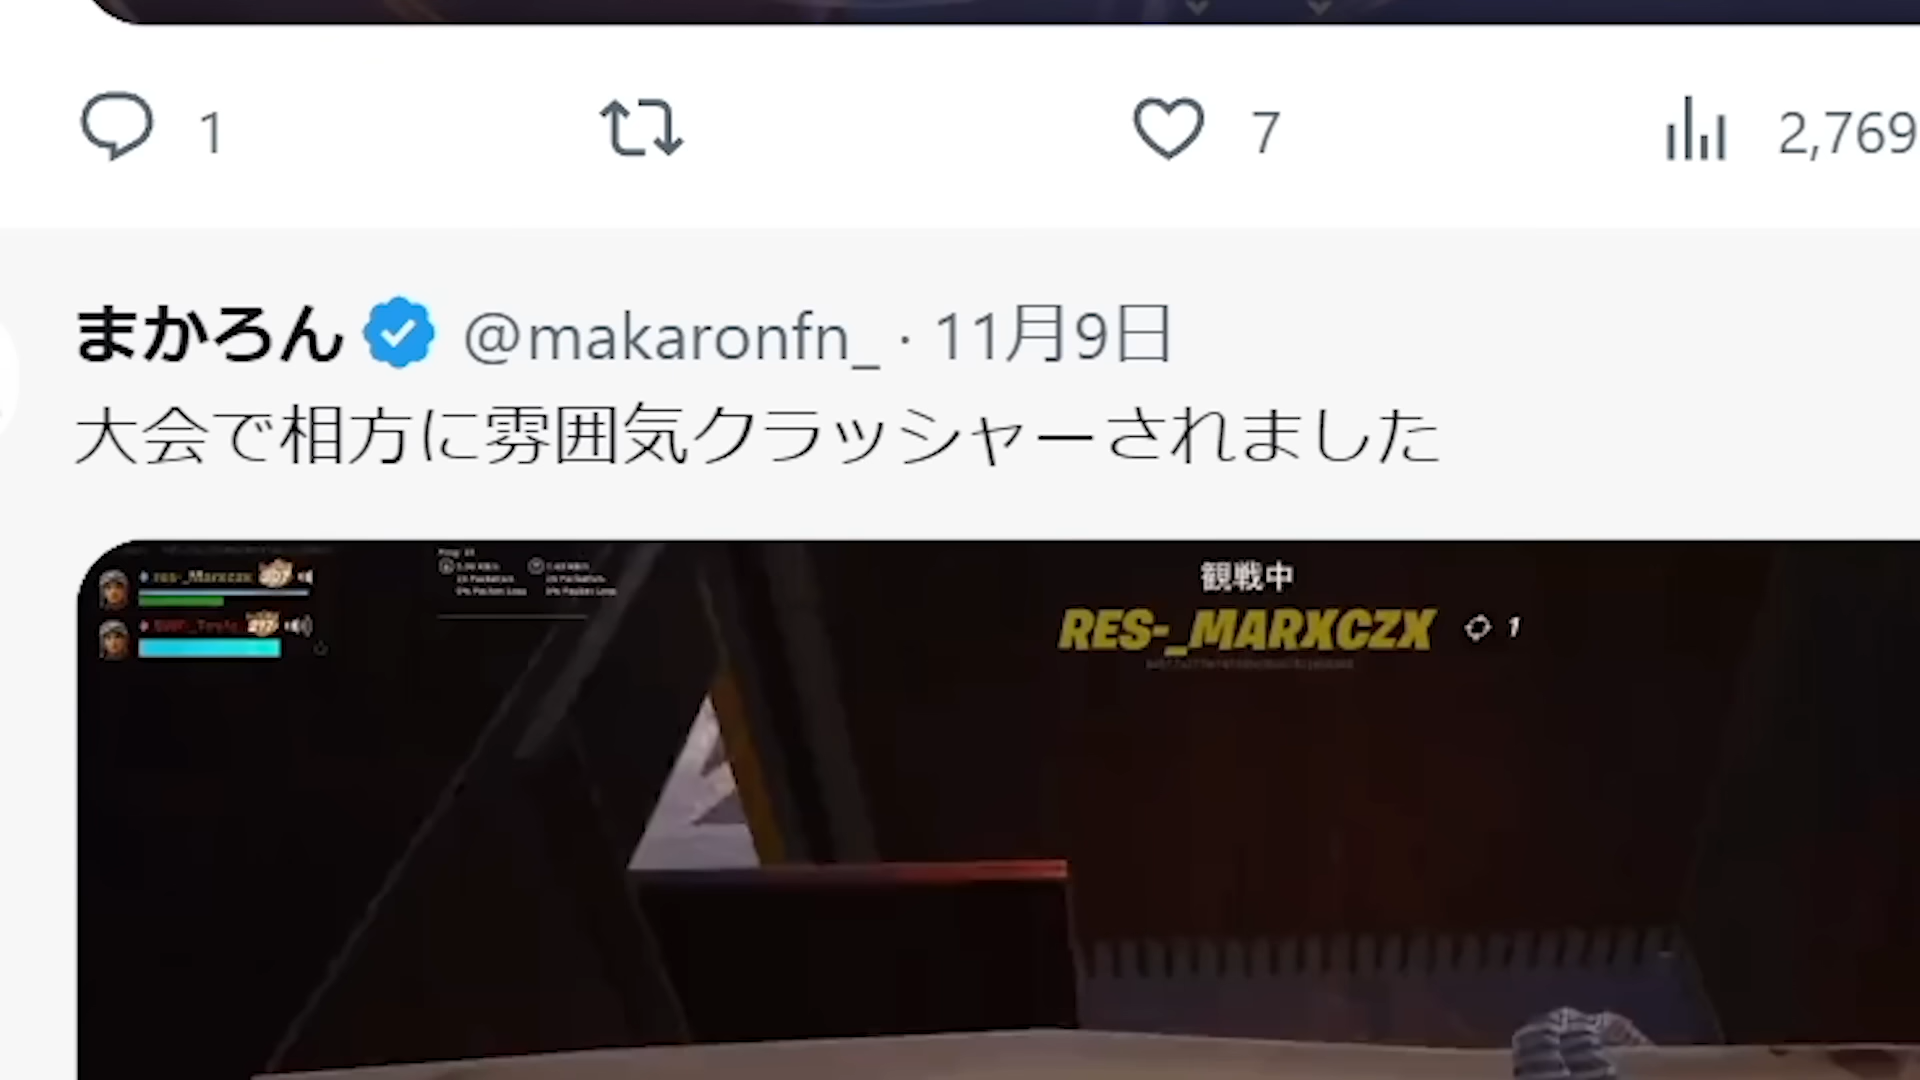 1 7 2,769
まかろん @makaronfn_ · 11月9日
大会で相方に雰囲気クラッシャーされました
観戦中
RES-_MARXCZX 1
res-_Marxczx